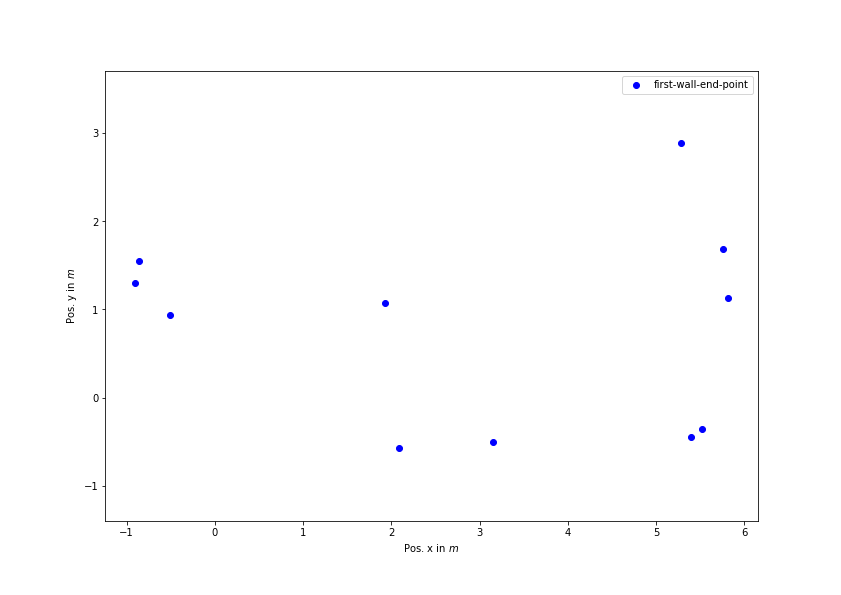 first-wall-end-point
3
2
1
0
−1
Pos. y in m
−1 0 1 2 3 4 5 6
Pos. x in m